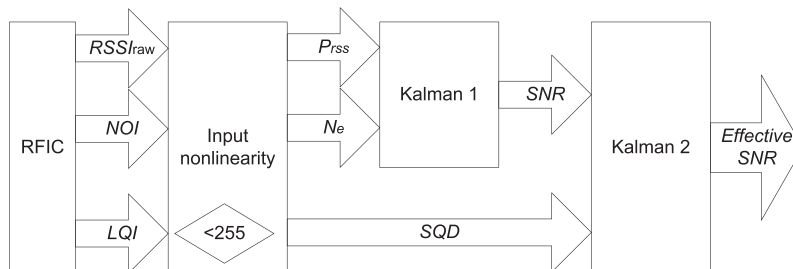 RSSIraw
Prss
Kalman 1
SNR
RFIC
NOI
Input
nonlinearity
Ne
Kalman 2
Effective
SNR
LQI
<255
SQD